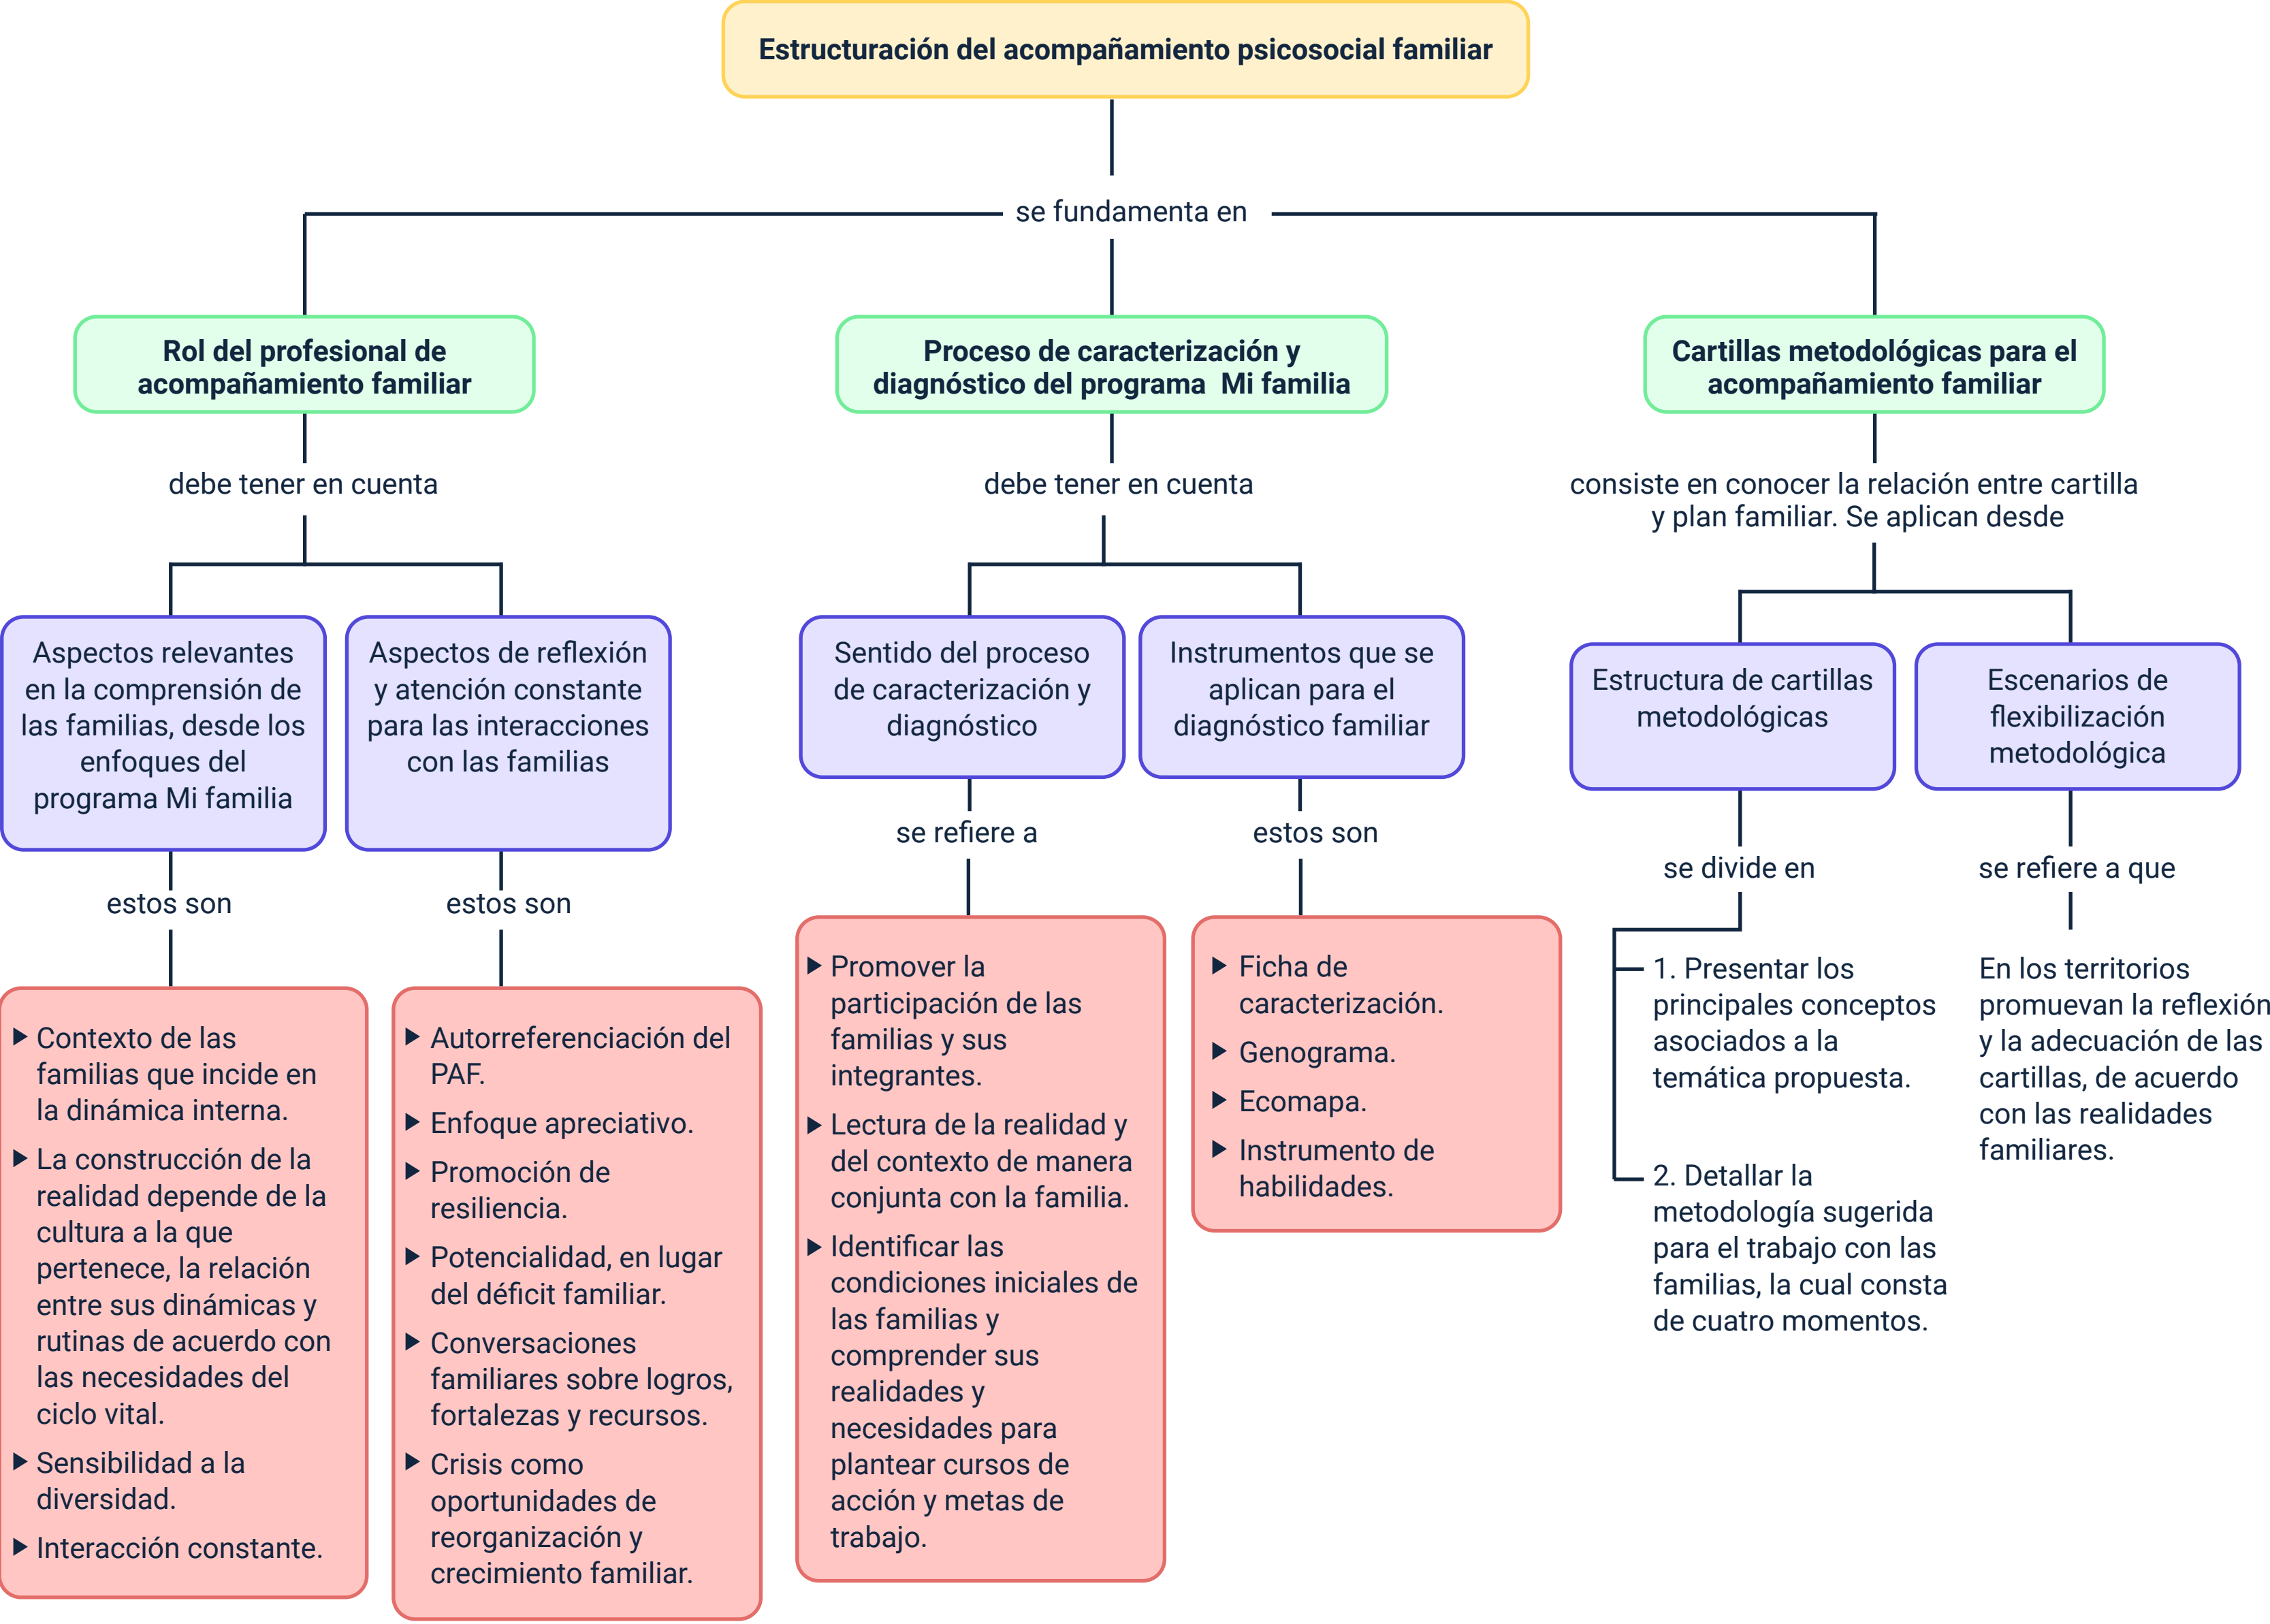 Estructuración del acompañamiento psicosocial familiar
se fundamenta en
Rol del profesional de
acompañamiento familiar
debe tener en cuenta
Aspectos relevantes
en la comprensión de
las familias, desde los
enfoques del
programa Mi familia
estos son
Contexto de las
familias que incide en
la dinámica interna.
La construcción de la
realidad depende de la
cultura a la que
pertenece, la relación
entre sus dinámicas y
rutinas de acuerdo con
las necesidades del
ciclo vital.
Sensibilidad a la
diversidad.
Interacción constante.
Aspectos de reflexión
y atención constante
para las interacciones
con las familias
estos son
Autorreferenciación del
PAF.
Enfoque apreciativo.
Promoción de
resiliencia.
Potencialidad, en lugar
del déficit familiar.
Conversaciones
familiares sobre logros,
fortalezas y recursos.
Crisis como
oportunidades de
reorganización y
crecimiento familiar.
Proceso de caracterización y
diagnóstico del programa  Mi familia
debe tener en cuenta
Sentido del proceso
de caracterización y
diagnóstico
se refiere a
Promover la
participación de las
familias y sus
integrantes.
Lectura de la realidad y
del contexto de manera
conjunta con la familia.
Identificar las
condiciones iniciales de
las familias y
comprender sus
realidades y
necesidades para
plantear cursos de
acción y metas de
trabajo.
Instrumentos que se
aplican para el
diagnóstico familiar
estos son
Ficha de
caracterización.
Genograma.
Ecomapa.
Instrumento de
habilidades.
Cartillas metodológicas para el
acompañamiento familiar
consiste en conocer la relación entre cartilla
y plan familiar. Se aplican desde
Estructura de cartillas
metodológicas
se divide en
1. Presentar los
principales conceptos
asociados a la
temática propuesta.
2. Detallar la
metodología sugerida
para el trabajo con las
familias, la cual consta
de cuatro momentos.
Escenarios de
flexibilización
metodológica
se refiere a que
En los territorios
promuevan la reflexión
y la adecuación de las
cartillas, de acuerdo
con las realidades
familiares.